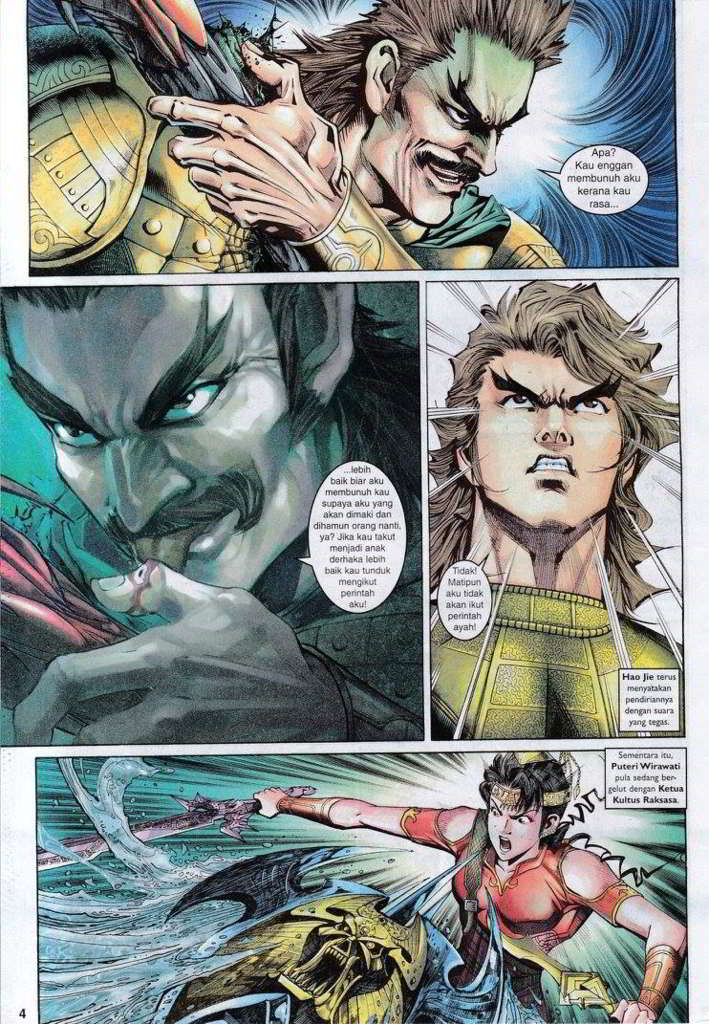 Apa?
Kau enggan
membunuh aku
kerana kau
rasa...
...lebih
baik biar aku
membunuh kau
supaya aku yang
akan dimaki dan
dihamun orang nanti,
ya? Jika kau takut
menjadi anak
derhaka lebih
baik kau tunduk
mengikut
perintah
aku!
Tidak!
Matipun
aku tidak
akan ikut
perintah
ayah!
Hao Jie terus
menyatakan
pendiriannya
dengan suara
yang tegas.
Sementara itu,
Puteri Wirawati
pula sedang ber-
gelut dengan Ketua
Kultus Raksasa.
4